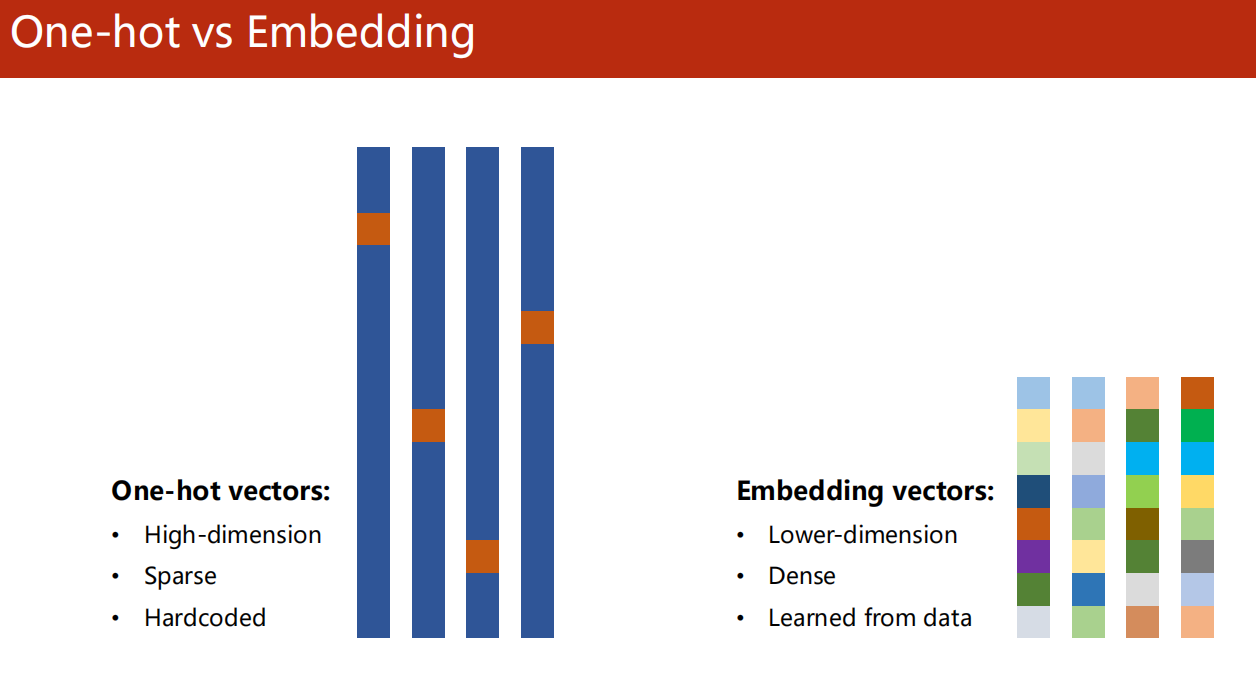 One-hot vs Embedding
One-hot vectors:
• High-dimension
• Sparse
• Hardcoded
Embedding vectors:
• Lower-dimension
• Dense
• Learned from data